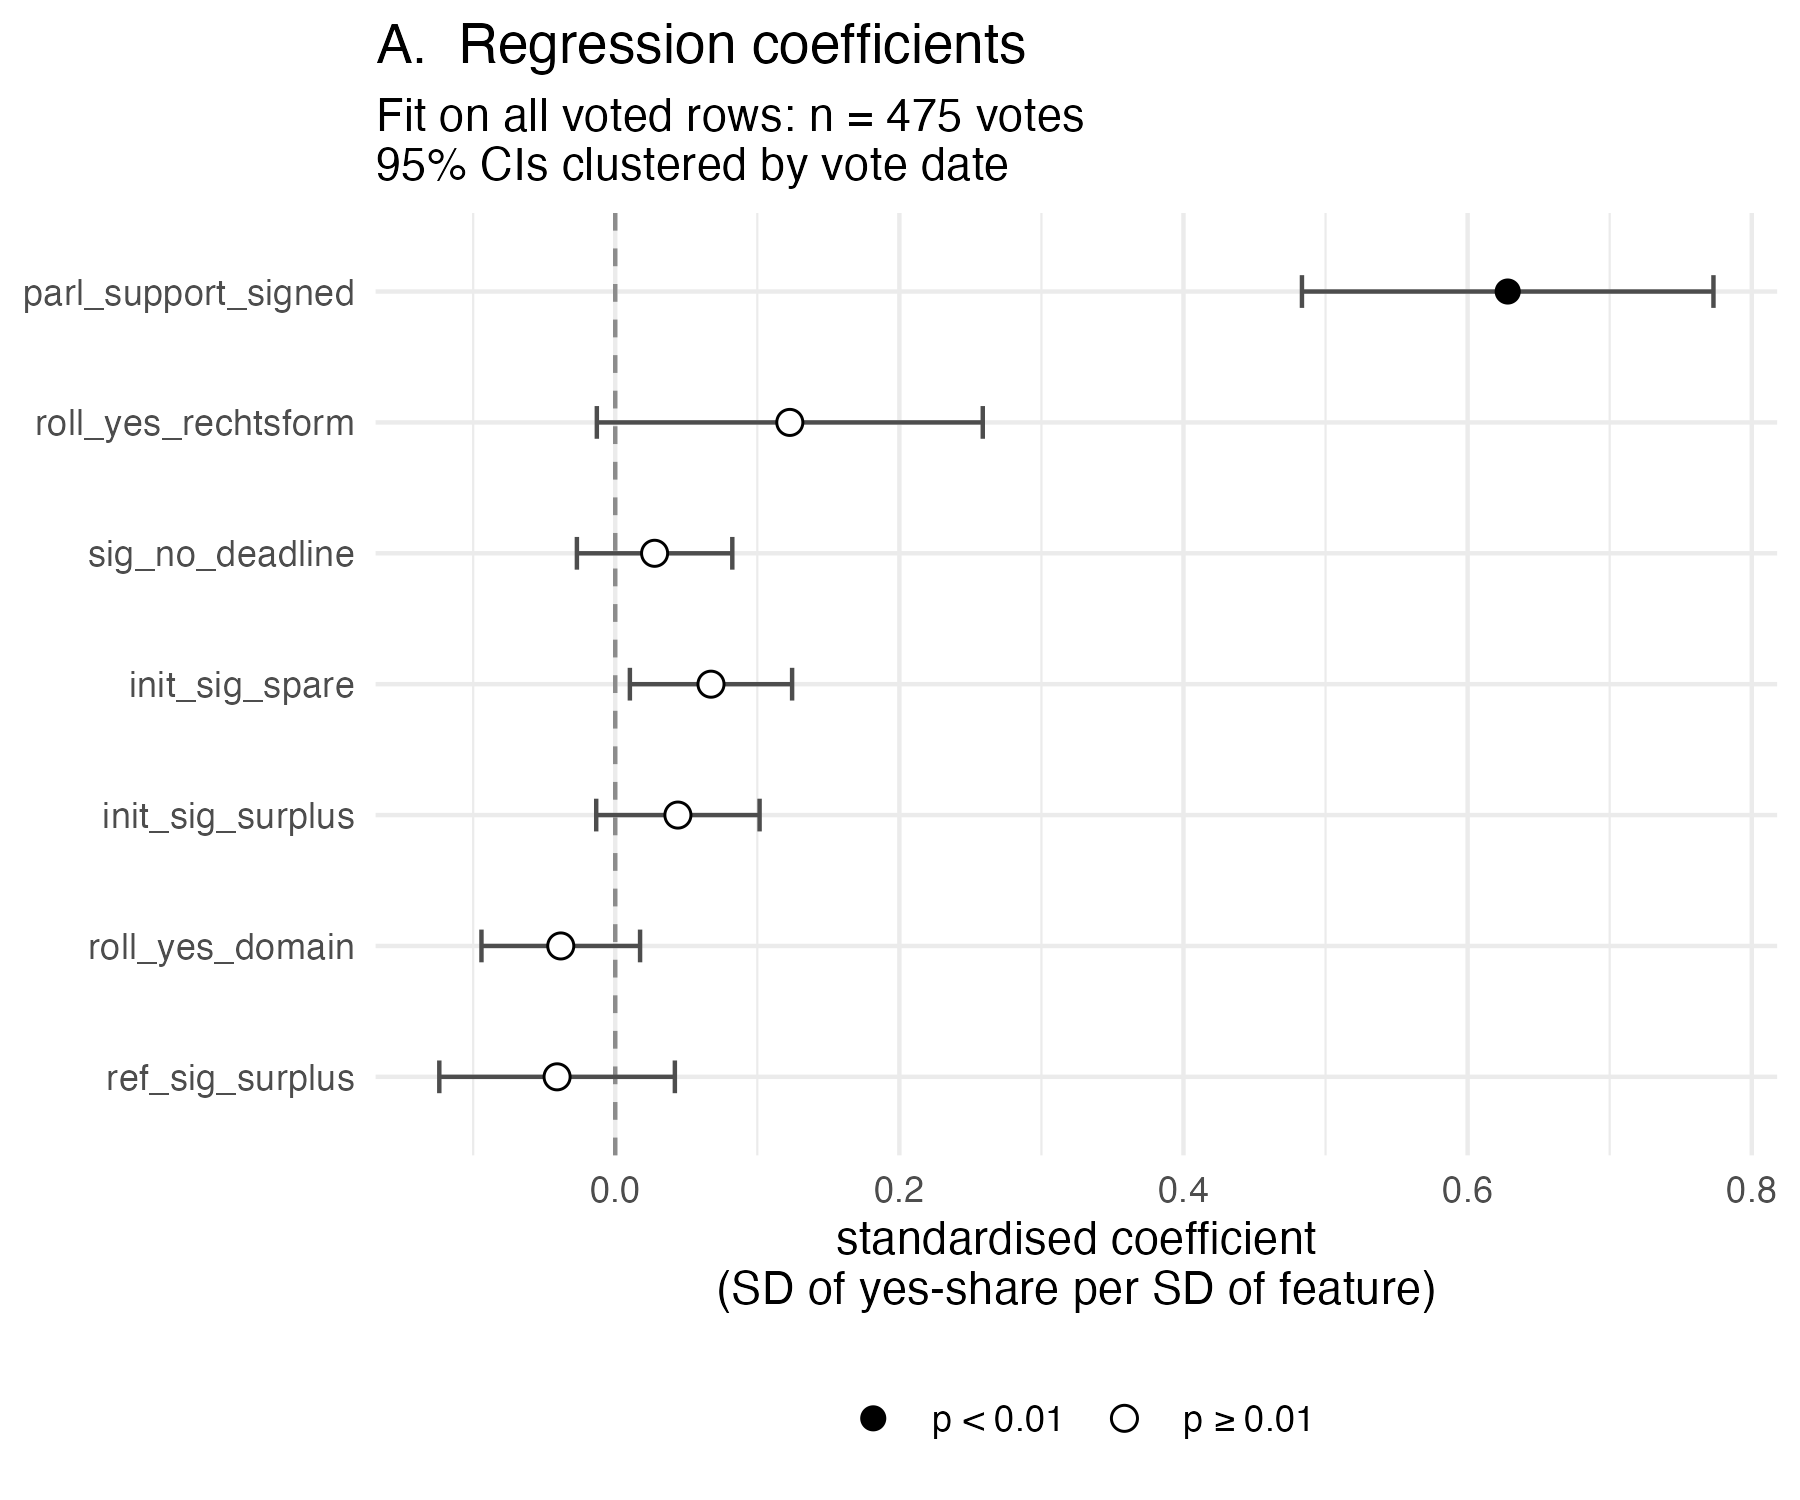 A. Regression coefficients
Fit on all voted rows: n = 475 votes
95% CIs clustered by vote date
parl_support_signed
roll_yes_rechtsform
sig_no_deadline
init_sig_spare
init_sig_surplus
roll_yes_domain
ref_sig_surplus
0.0 0.2 0.4 0.6 0.8
standardised coefficient
(SD of yes-share per SD of feature)
p < 0.01 p ≥ 0.01